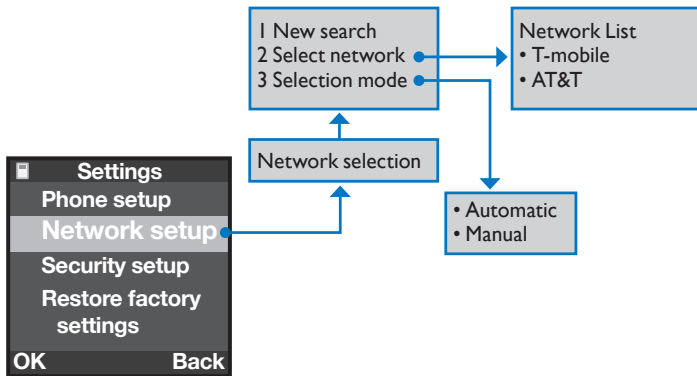 1 New search
2 Select network
3 Selection mode
Network List
• T-mobile
• AT&T
Network selection
• Automatic
• Manual
Settings
Phone setup
Network setup
Security setup
Restore factory
settings
OK Back